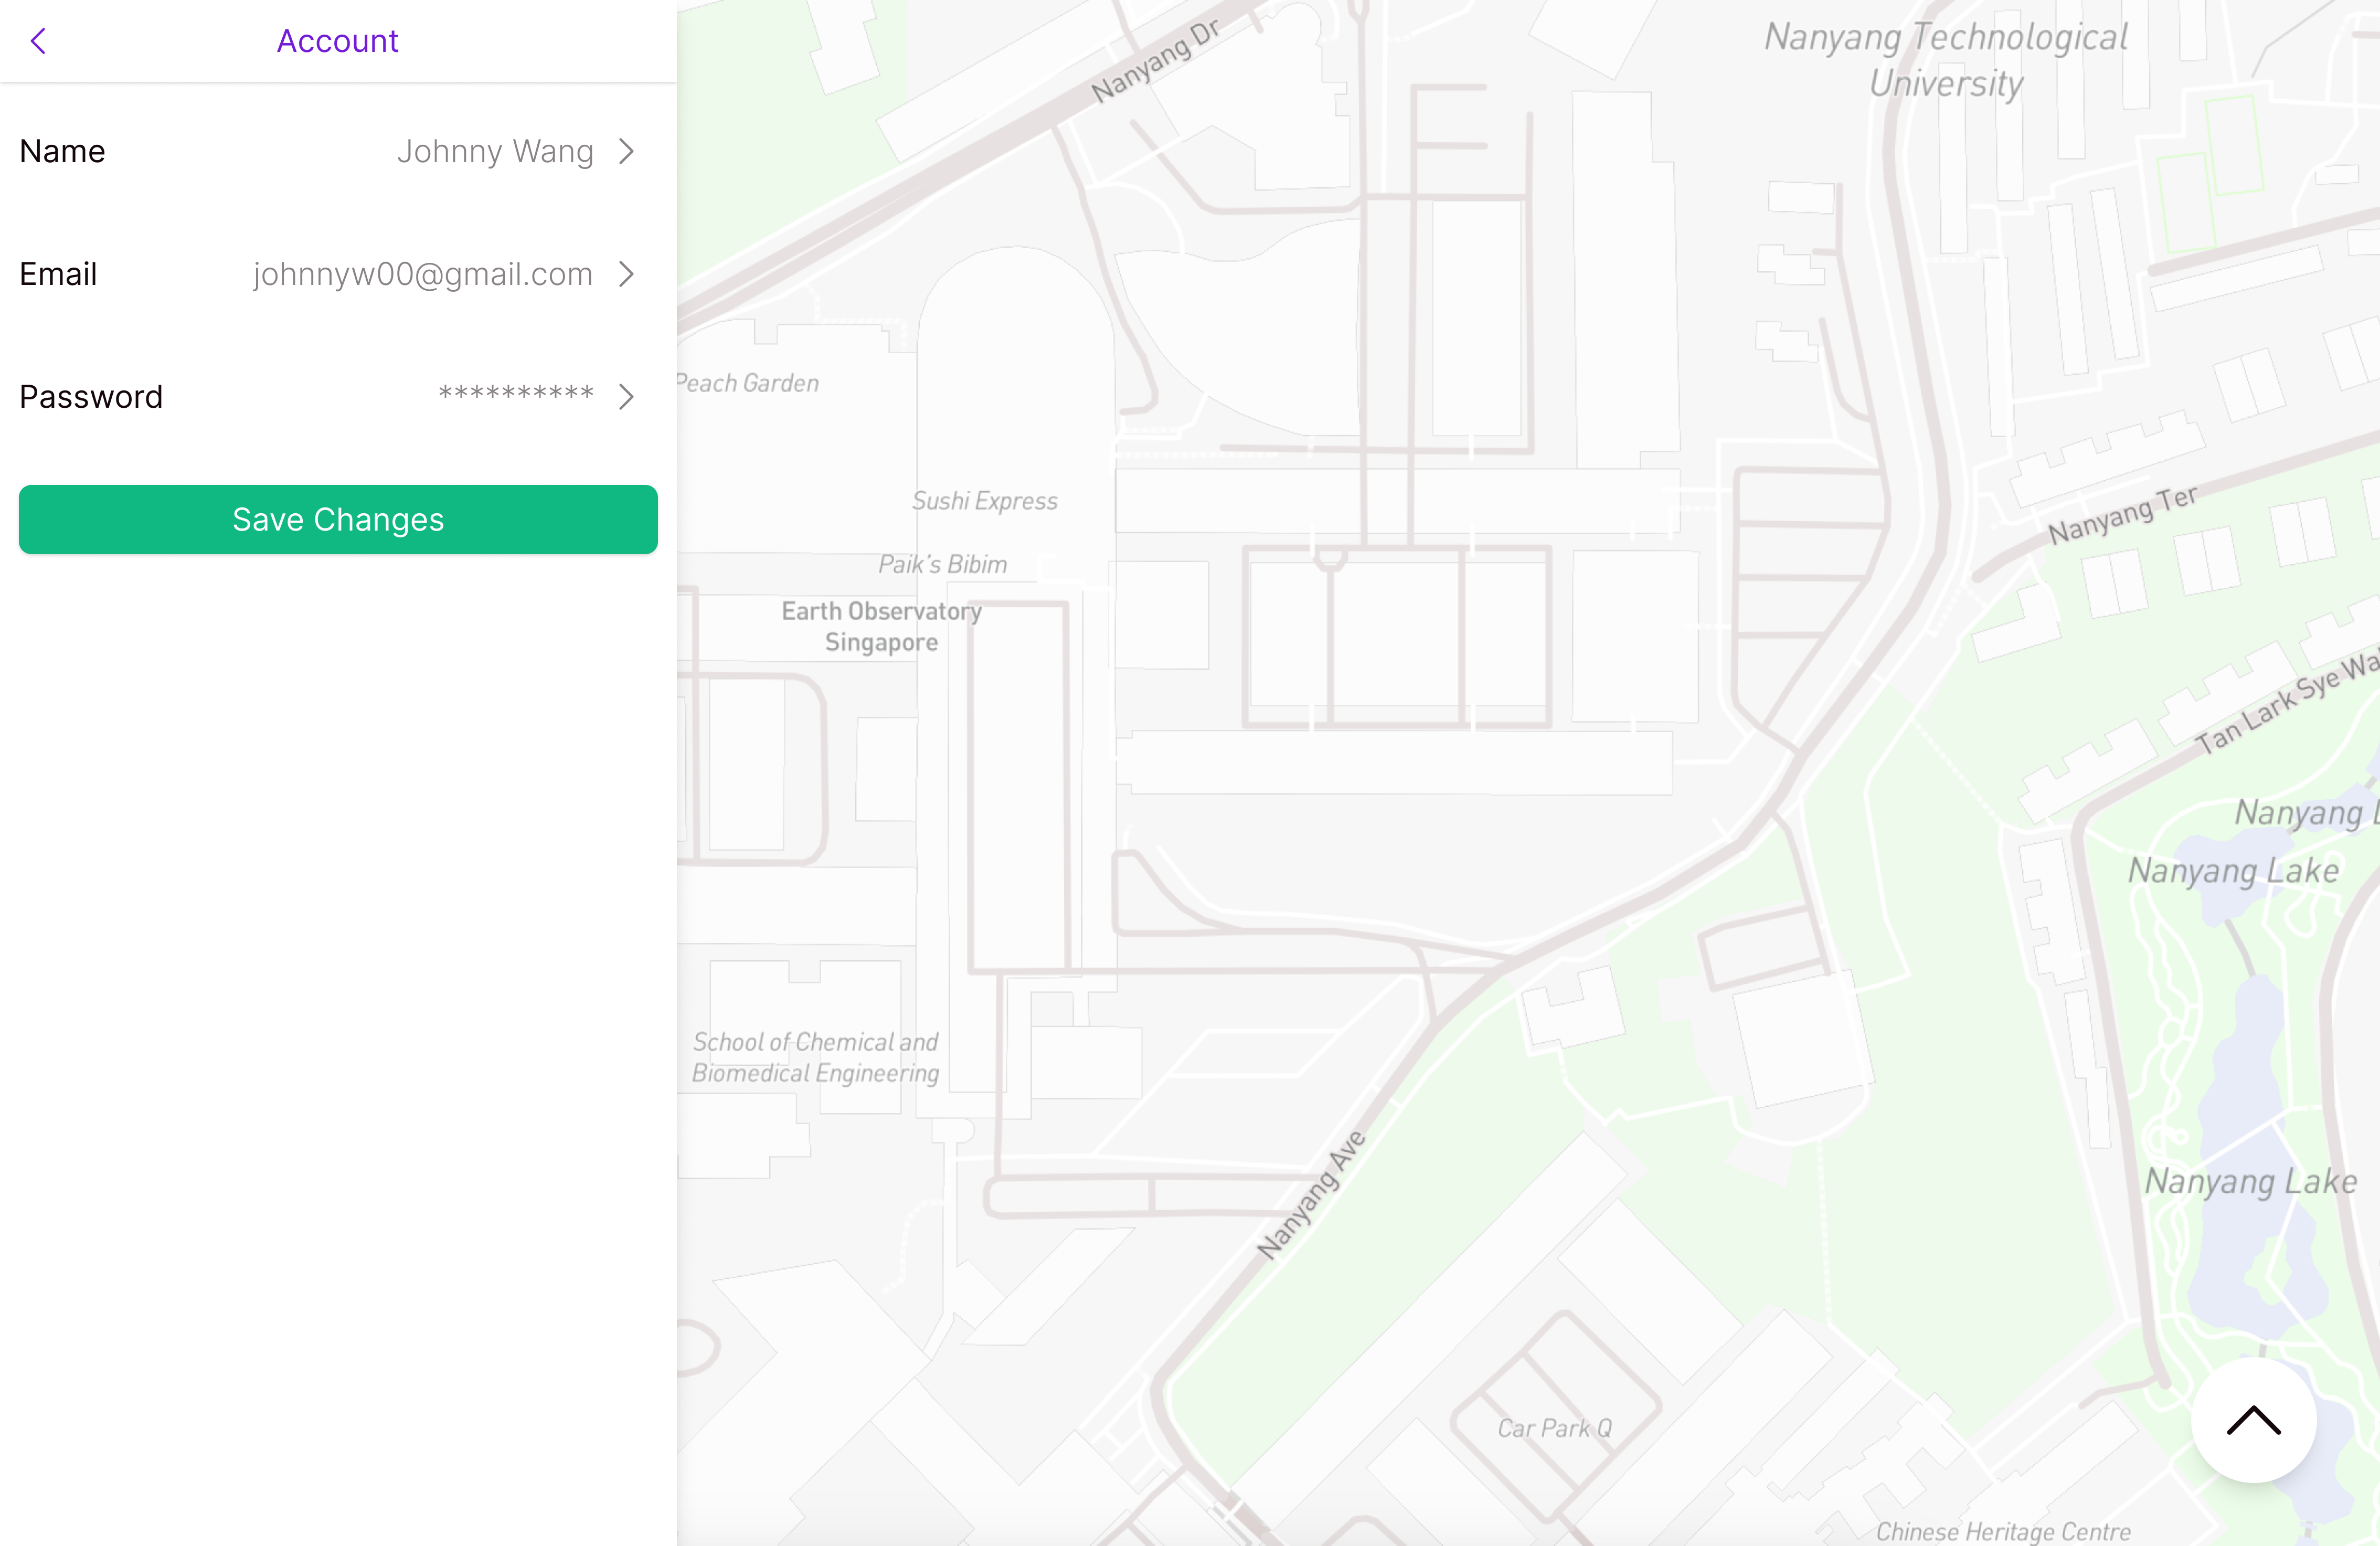 Account
Name
Johnny Wang
Email
johnnyw00@gmail.com
Password
**********
Save Changes
Nanyang Dr
Nanyang Technological
University
Peach Garden
Sushi Express
Paik's Bibim
Earth Observatory
Singapore
Nanyang Ter
Tan Lark Sye Wal
Nanyang L
Nanyang Lake
School of Chemical and
Biomedical Engineering
Nanyang Ave
Nanyang Lake
Car Park Q
Chinese Heritage Centre